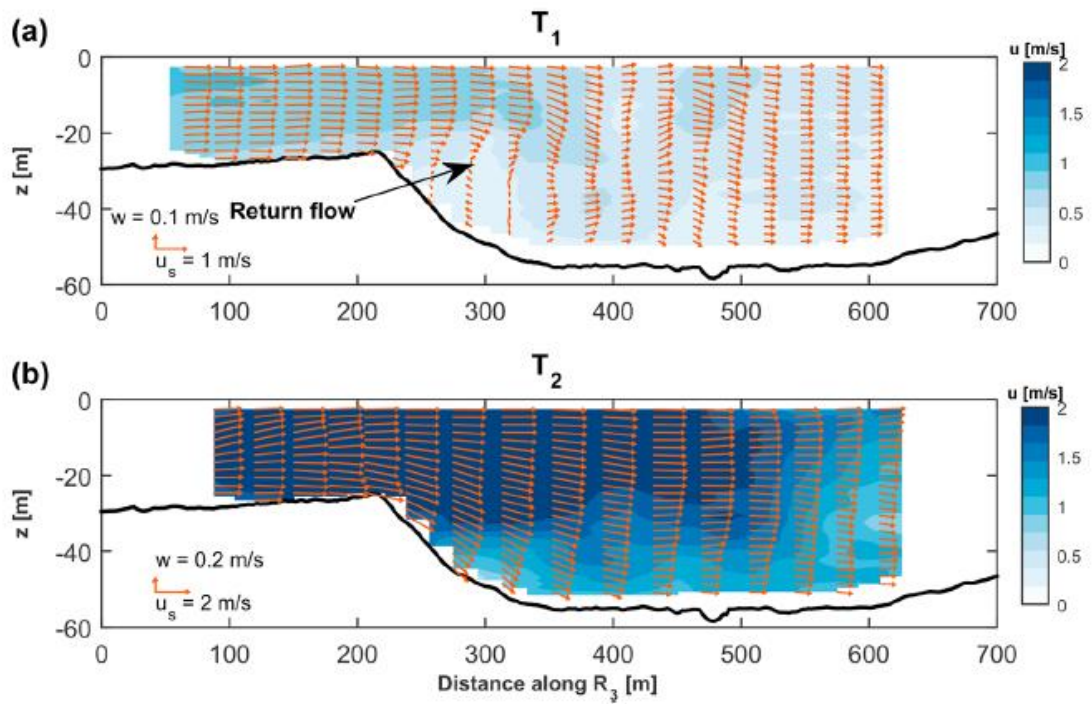 (a)
T₁
u [m/s]
0
-20
-40
-60
z [m]
Return flow
w = 0.1 m/s
uₛ = 1 m/s
2
1.5
1
0.5
0
0 100 200 300 400 500 600 700
(b)
T₂
u [m/s]
0
-20
-40
-60
z [m]
w = 0.2 m/s
uₛ = 2 m/s
2
1.5
1
0.5
0
0 100 200 300 400 500 600 700
Distance along R₃ [m]